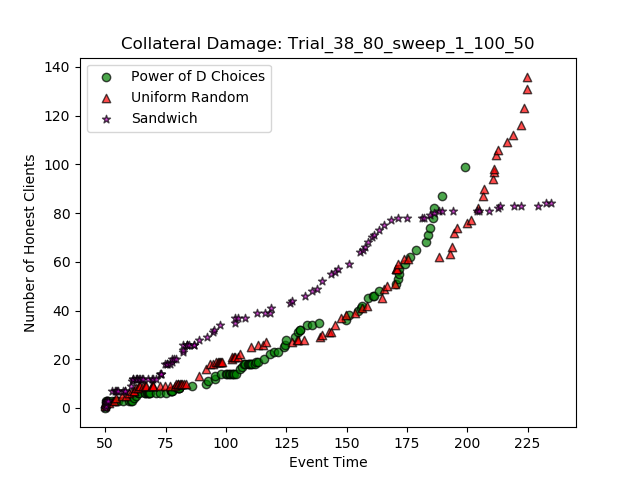 Collateral Damage: Trial_38_80_sweep_1_100_50
140
120
100
80
60
40
20
0
Number of Honest Clients
Power of D Choices
Uniform Random
Sandwich
50 75 100 125 150 175 200 225
Event Time